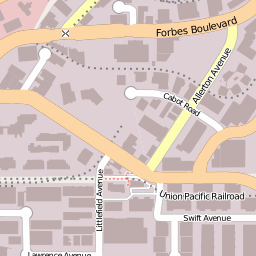 Forbes Boulevard
Allerton Avenue
Cabot Road
Littlefield Avenue
Union Pacific Railroad
Swift Avenue
Lawrence Avenue